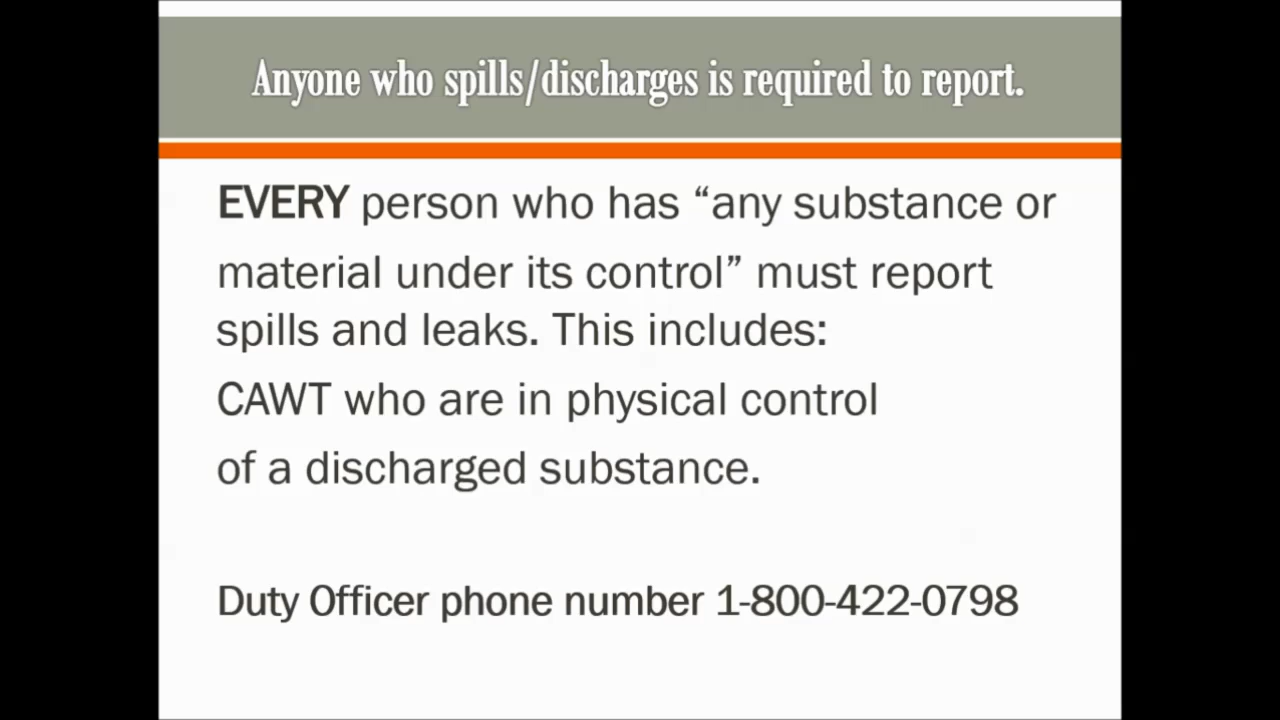 Anyone who spills/discharges is required to report.
EVERY person who has “any substance or
material under its control” must report
spills and leaks. This includes:
CAWT who are in physical control
of a discharged substance.
Duty Officer phone number 1-800-422-0798